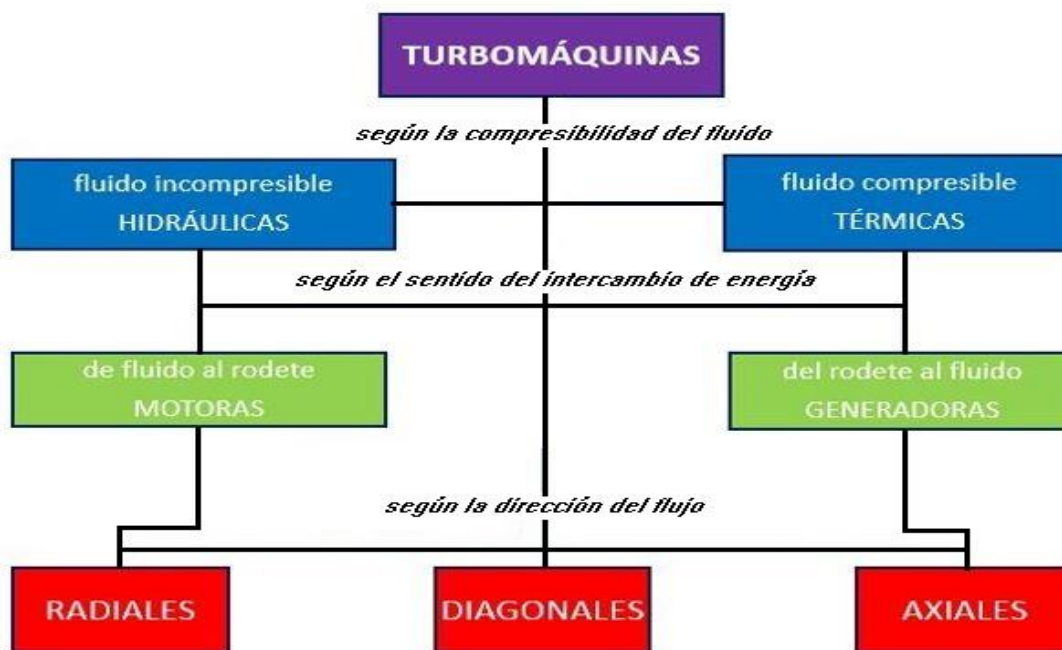 TURBOMÁQUINAS
según la compresibilidad del fluido
fluido incompresible
HIDRÁULICAS
fluido compresible
TÉRMICAS
según el sentido del intercambio de energía
de fluido al rodete
MOTORAS
del rodete al fluido
GENERADORAS
según la dirección del flujo
RADIALES
DIAGONALES
AXIALES